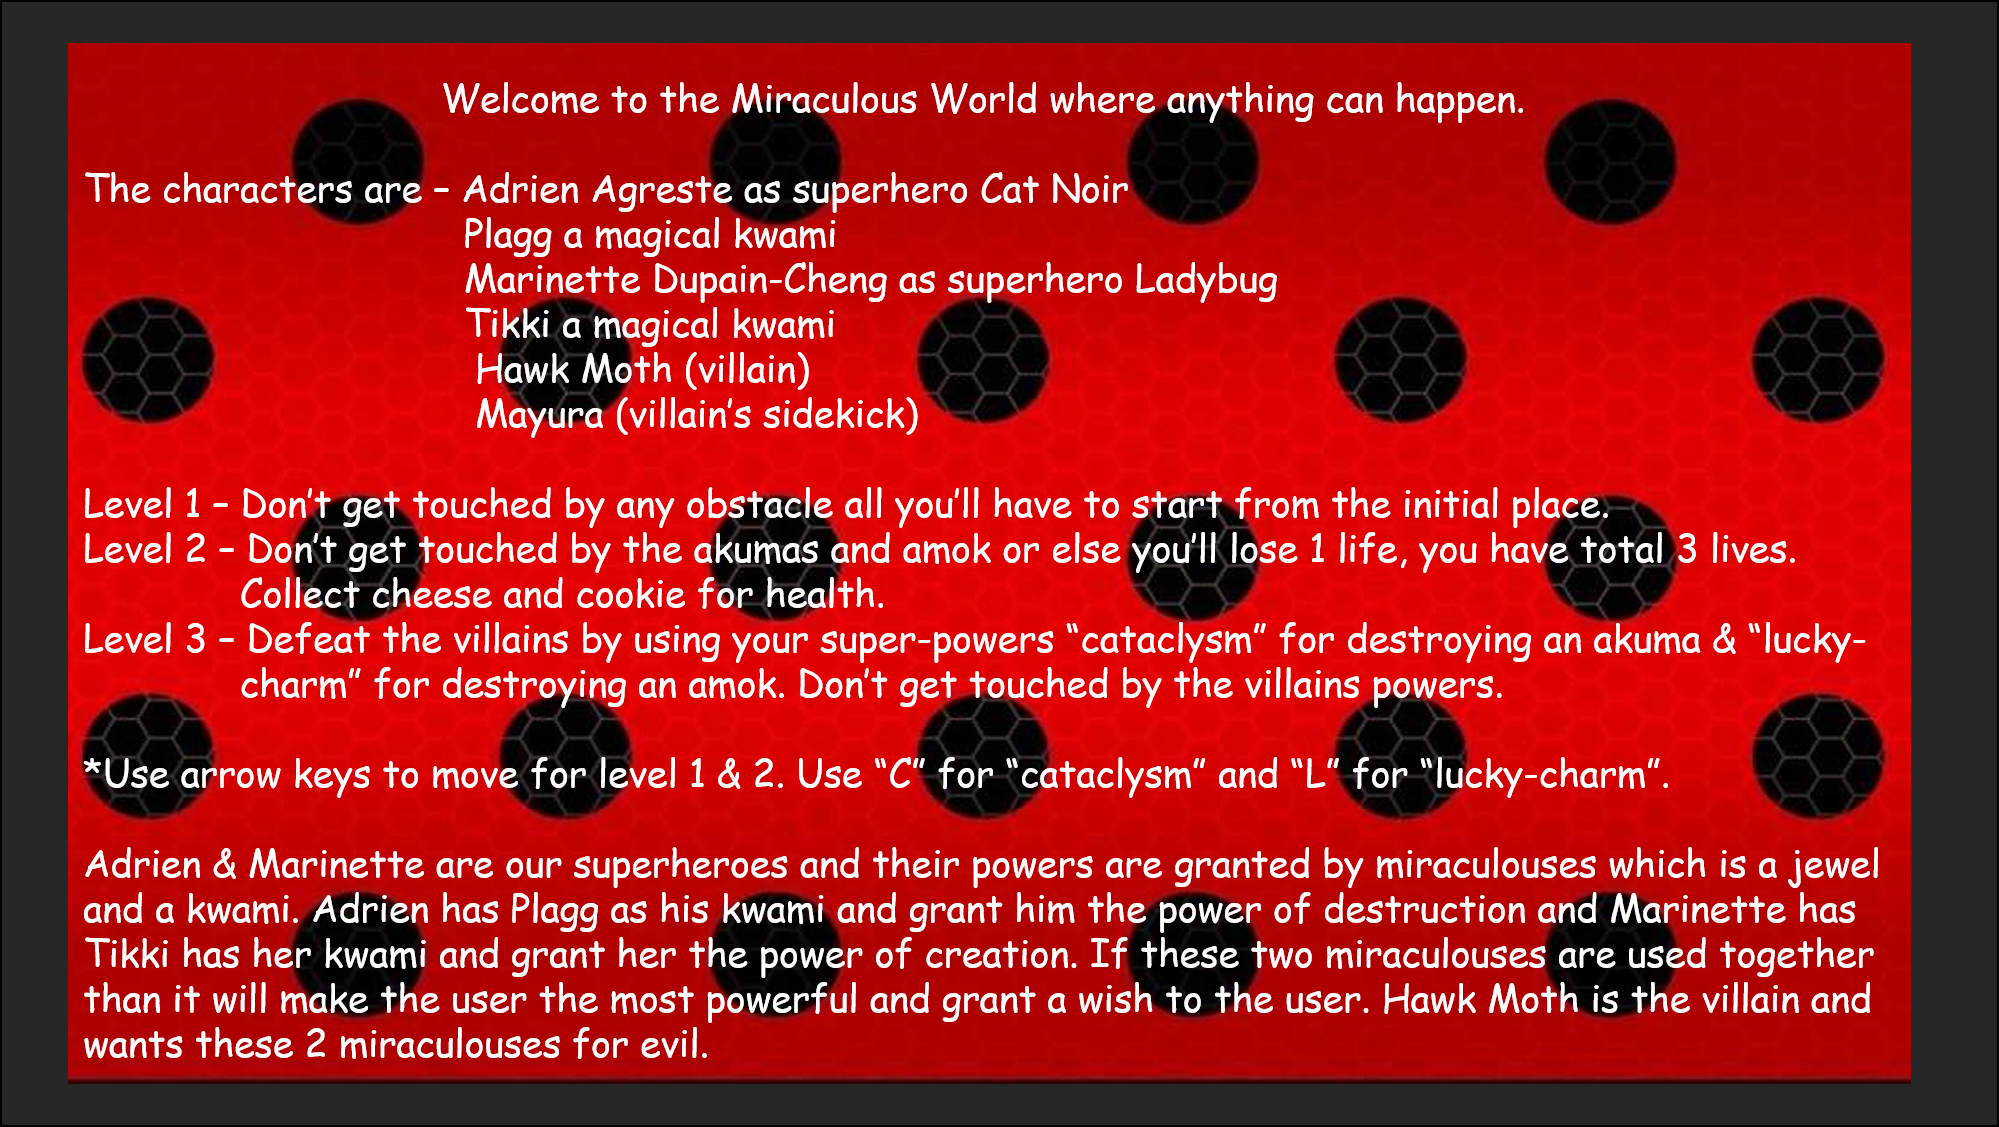 Welcome to the Miraculous World where anything can happen.
The characters are – Adrien Agreste as superhero Cat Noir
Plagg a magical kwami
Marinette Dupain-Cheng as superhero Ladybug
Tikki a magical kwami
Hawk Moth (villain)
Mayura (villain’s sidekick)
Level 1 – Don’t get touched by any obstacle all you’ll have to start from the initial place.
Level 2 – Don’t get touched by the akumas and amok or else you’ll lose 1 life, you have total 3 lives.
Collect cheese and cookie for health.
Level 3 – Defeat the villains by using your super-powers “cataclysm” for destroying an akuma & “lucky-
charm” for destroying an amok. Don’t get touched by the villains powers.
*Use arrow keys to move for level 1 & 2. Use “C” for “cataclysm” and “L” for “lucky-charm”.
Adrien & Marinette are our superheroes and their powers are granted by miraculouses which is a jewel
and a kwami. Adrien has Plagg as his kwami and grant him the power of destruction and Marinette has
Tikki has her kwami and grant her the power of creation. If these two miraculouses are used together
than it will make the user the most powerful and grant a wish to the user. Hawk Moth is the villain and
wants these 2 miraculouses for evil.